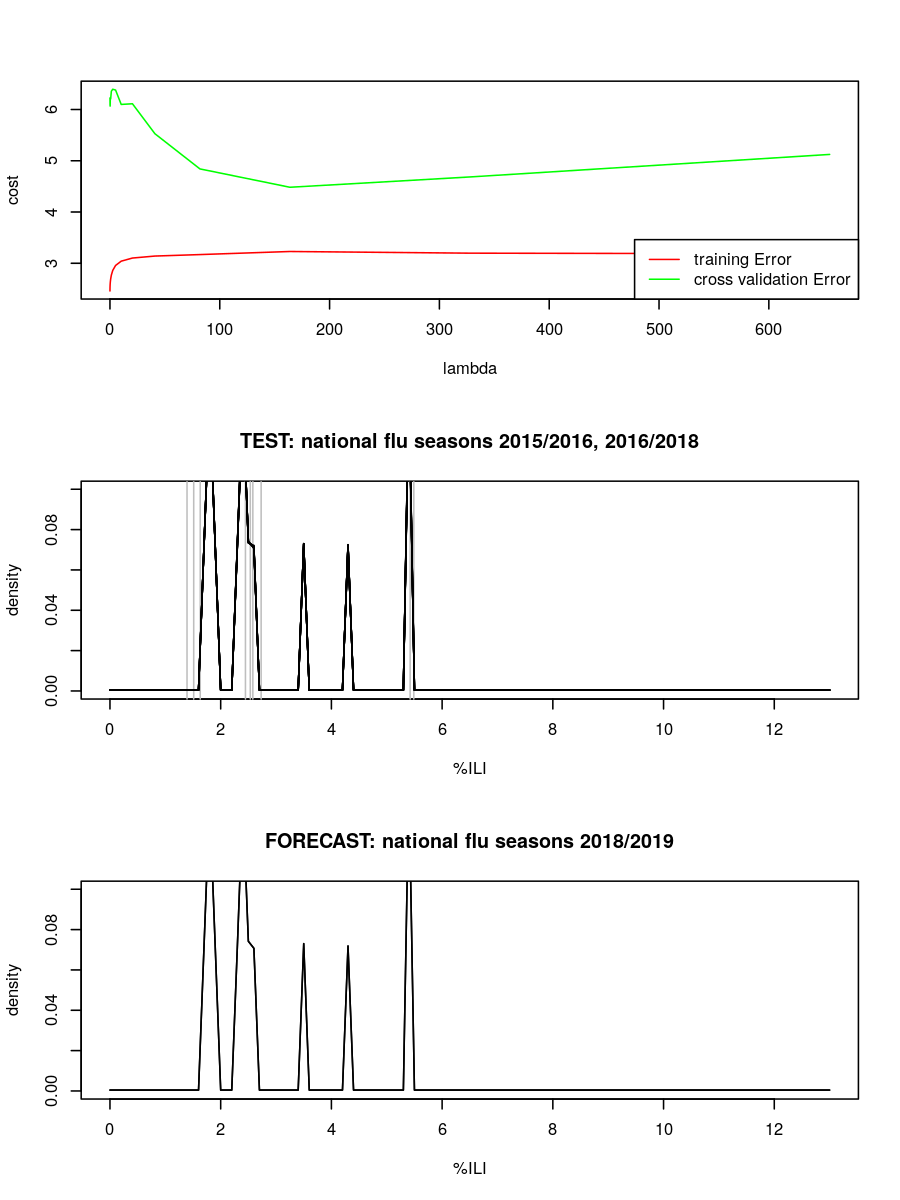 cost
6
5
4
3
training Error
cross validation Error
0 100 200 300 400 500 600
lambda
TEST: national flu seasons 2015/2016, 2016/2018
density
0.08
0.04
0.00
0 2 4 6 8 10 12
%ILI
FORECAST: national flu seasons 2018/2019
density
0.08
0.04
0.00
0 2 4 6 8 10 12
%ILI